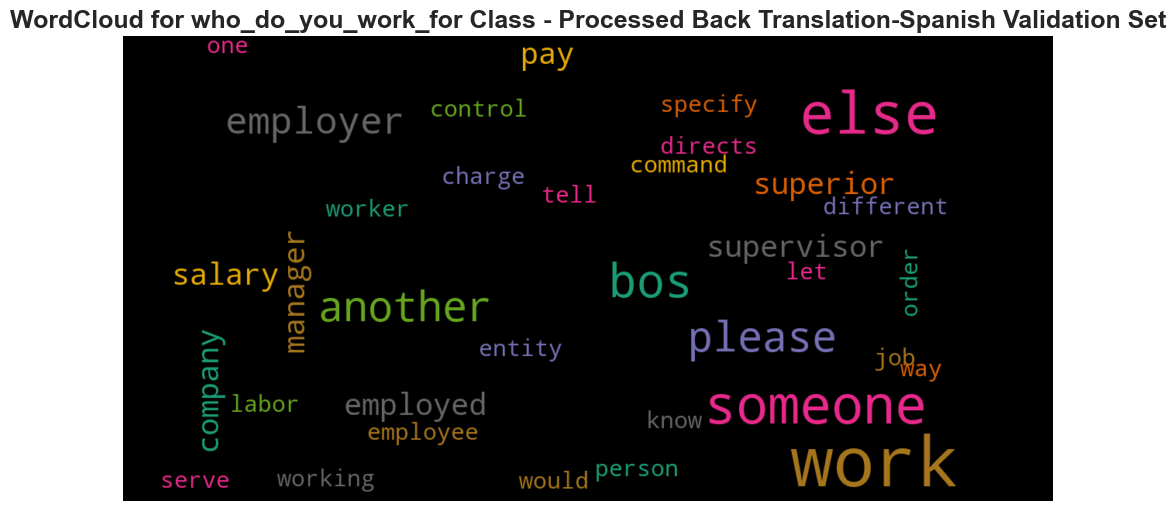 WordCloud for who_do_you_work_for Class - Processed Back Translation-Spanish Validation Set
one
pay
else
employer
control
specify
directs
command
charge
superior
tell
worker
different
supervisor
manager
salary
let
order
bos
another
please
entity
job
way
company
labor
employed
someone
know
employee
work
person
serve
working
would